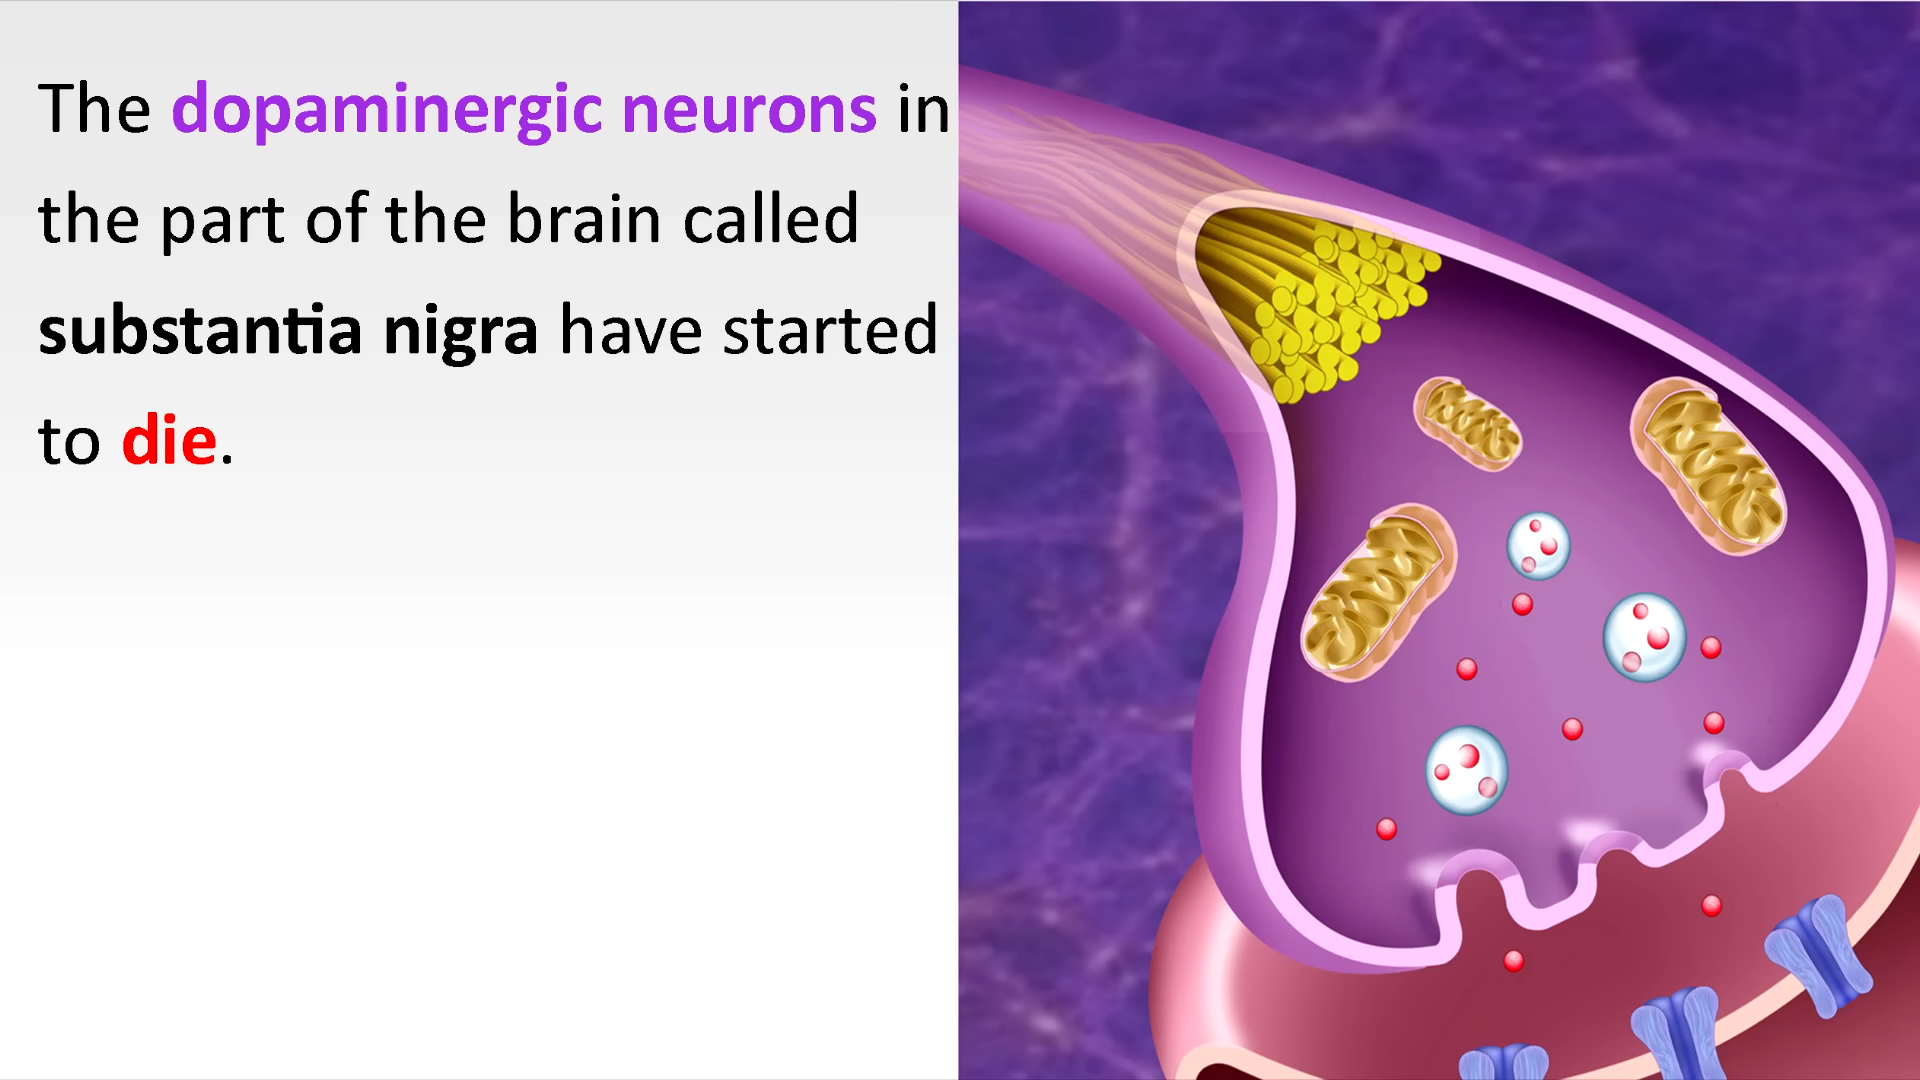 The dopaminergic neurons in
the part of the brain called
substantia nigra have started
to die.